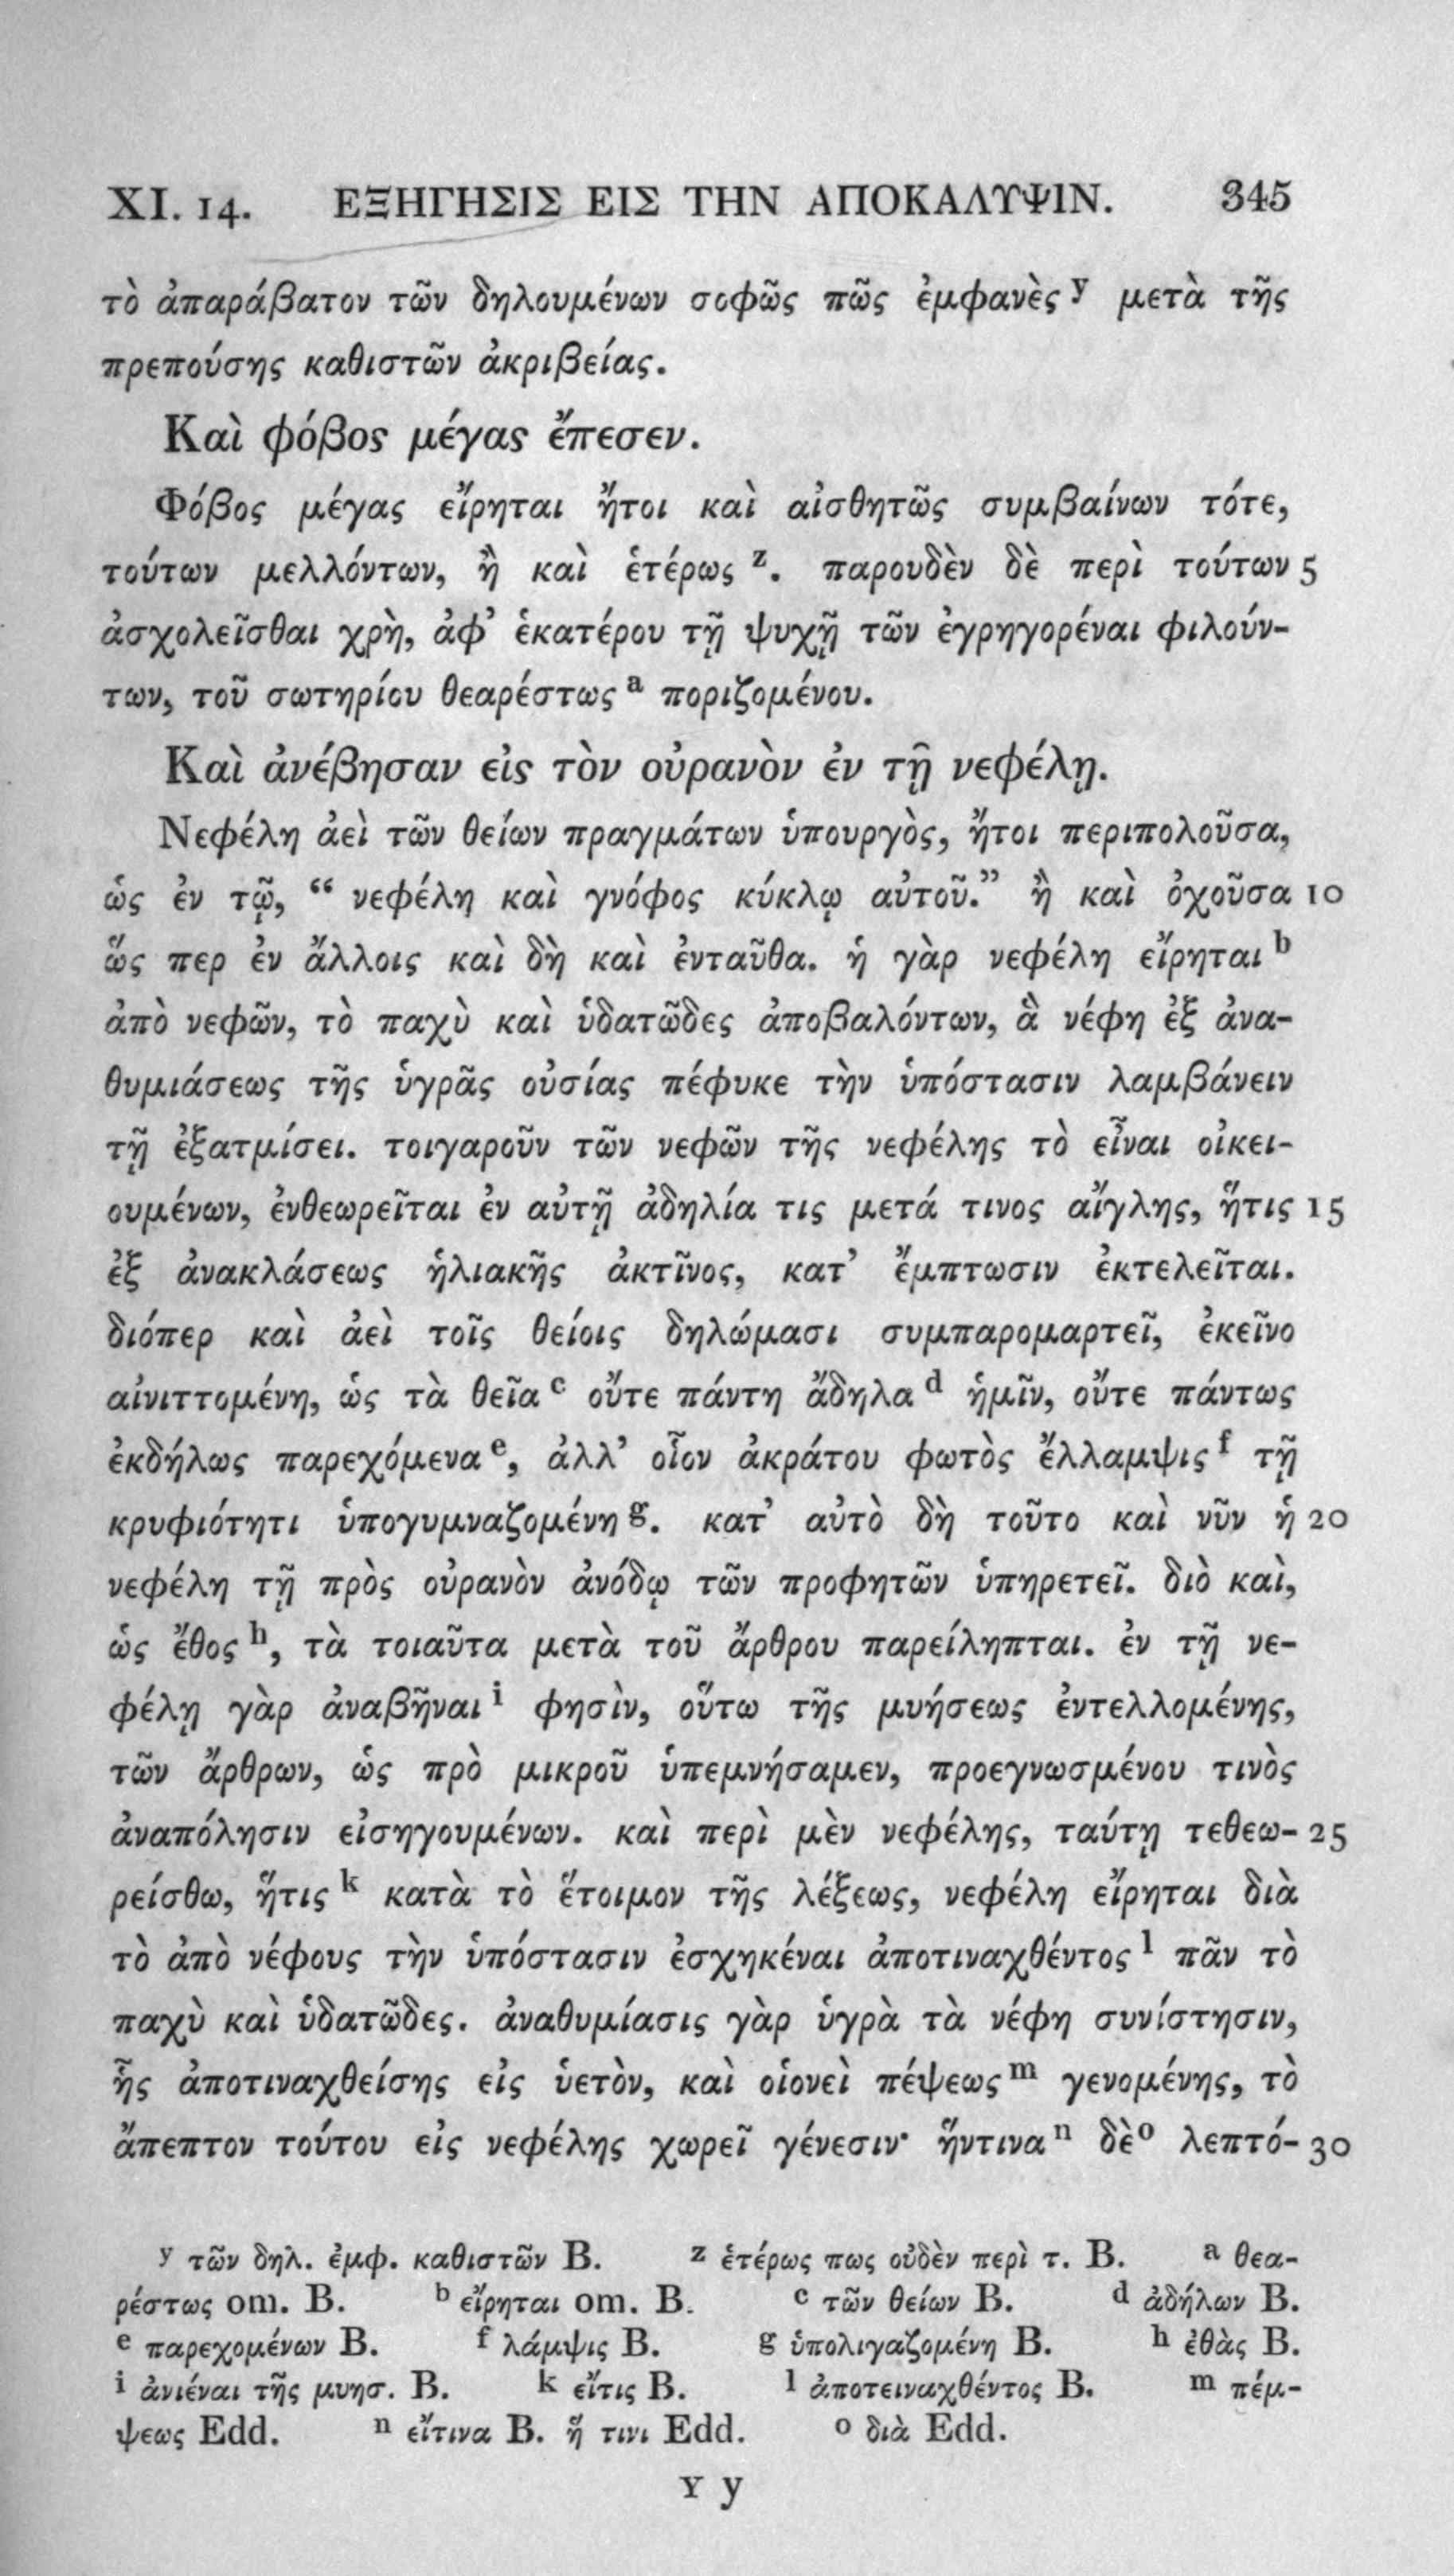 XI. 14. ΕΞΗΓΗΣΙΣ ΕΙΣ ΤΗΝ ΑΠΟΚΑΛΥΨΙΝ. 345
τὸ ἀπαράβατον τῶν δηλουμένων σοφῶς πῶς ἐμφανὲς y μετὰ τῆς
πρεπούσης καθιστῶν ἀκριβείας.
Καὶ φόβος μέγας ἔπεσεν.
Φόβος μέγας εἴρηται ἤτοι καὶ αἰσθητῶς συμβαίνων τότε,
τούτων μελλόντων, ἢ καὶ ἑτέρως z. παρουδὲν δὲ περὶ τούτων 5
ἀσχολεῖσθαι χρὴ, ἀφ’ ἑκατέρου τῇ ψυχῇ τῶν ἐγρηγορέναι φιλούν-
των, τοῦ σωτηρίου θεαρέστως a ποριζομένου.
Καὶ ἀνέβησαν εἰς τὸν οὐρανὸν ἐν τῇ νεφέλῃ.
Νεφέλη ἀεὶ τῶν θείων πραγμάτων ὑπουργὸς, ἤτοι περιπολοῦσα,
ὡς ἐν τῷ, “ νεφέλη καὶ γνόφος κύκλῳ αὐτοῦ.” ἢ καὶ ὀχοῦσα 10
ὥς περ ἐν ἄλλοις καὶ δὴ καὶ ἐνταῦθα. ἡ γὰρ νεφέλη εἴρηται b
ἀπὸ νεφῶν, τὸ παχὺ καὶ ὑδατῶδες ἀποβαλόντων, ἃ νέφη ἐξ ἀνα-
θυμιάσεως τῆς ὑγρᾶς οὐσίας πέφυκε τὴν ὑπόστασιν λαμβάνειν
τῇ ἐξατμίσει. τοιγαροῦν τῶν νεφῶν τῆς νεφέλης τὸ εἶναι οἰκει-
ουμένων, ἐνθεωρεῖται ἐν αὐτῇ ἀδηλία τις μετά τινος αἴγλης, ἥτις 15
ἐξ ἀνακλάσεως ἡλιακῆς ἀκτῖνος, κατ’ ἔμπτωσιν ἐκτελεῖται.
διόπερ καὶ ἀεὶ τοῖς θείοις δηλώμασι συμπαρομαρτεῖ, ἐκεῖνο
αἰνιττομένη, ὡς τὰ θεῖα c οὔτε πάντη ἄδηλα d ἡμῖν, οὔτε πάντως
ἐκδήλως παρεχόμενα e, ἀλλ’ οἷον ἀκράτου φωτὸς ἔλλαμψις f τῇ
κρυφιότητι ὑπογυμναζομένη g. κατ’ αὐτὸ δὴ τοῦτο καὶ νῦν ἡ 20
νεφέλη τῇ πρὸς οὐρανὸν ἀνόδῳ τῶν προφητῶν ὑπηρετεῖ. διὸ καὶ,
ὡς ἔθος h, τὰ τοιαῦτα μετὰ τοῦ ἄρθρου παρείληπται. ἐν τῇ νε-
φέλῃ γὰρ ἀναβῆναι i φησὶν, οὕτω τῆς μυήσεως ἐντελλομένης,
τῶν ἄρθρων, ὡς πρὸ μικροῦ ὑπεμνήσαμεν, προεγνωσμένου τινὸς
ἀναπόλησιν εἰσηγουμένων. καὶ περὶ μὲν νεφέλης, ταύτῃ τεθεω- 25
ρείσθω, ἥτις k κατὰ τὸ ἕτοιμον τῆς λέξεως, νεφέλη εἴρηται διὰ
τὸ ἀπὸ νέφους τὴν ὑπόστασιν ἐσχηκέναι ἀποτιναχθέντος l πᾶν τὸ
παχὺ καὶ ὑδατῶδες. ἀναθυμίασις γὰρ ὑγρὰ τὰ νέφη συνίστησιν,
ἧς ἀποτιναχθείσης εἰς ὑετὸν, καὶ οἱονεὶ πέψεως m γενομένης, τὸ
ἄπεπτον τούτου εἰς νεφέλης χωρεῖ γένεσιν· ἥντινα n δὲ o λεπτό- 30
y τῶν δηλ. ἐμφ. καθιστῶν B. z ἑτέρως πως οὐδὲν περὶ τ. B. a θεα-
ρέστως om. B. b εἴρηται om. B. c τῶν θείων B. d ἀδήλων B.
e παρεχομένων B. f λάμψις B. g ὑπολιγαζομένη B. h ἐθὰς B.
i ἀνιέναι τῆς μυησ. B. k εἴτις B. l ἀποτειναχθέντος B. m πέμ-
ψεως Edd. n εἴτινα B. ἥ τινι Edd. o διὰ Edd.
Y y